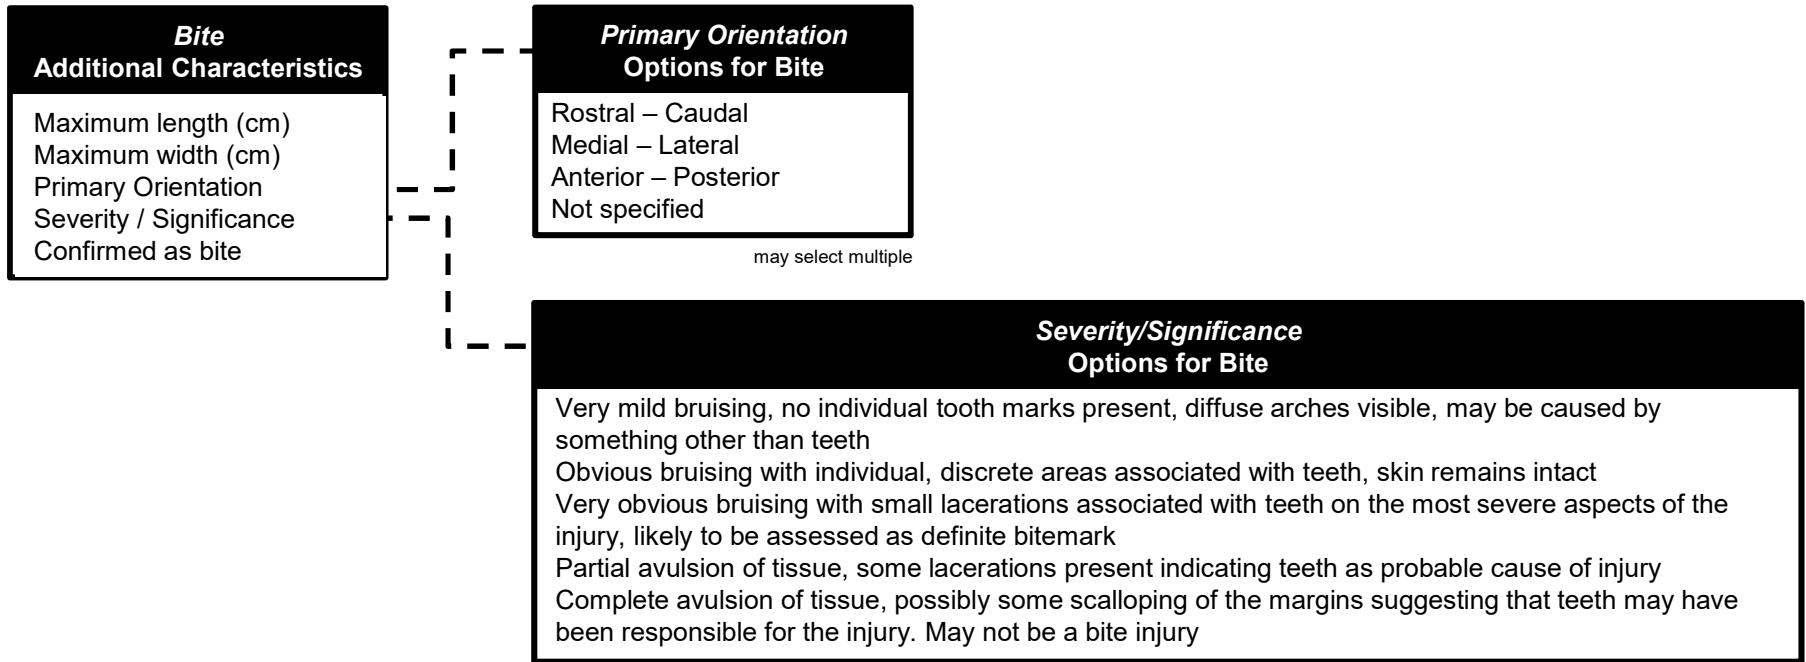 Bite
Additional Characteristics
Maximum length (cm)
Maximum width (cm)
Primary Orientation
Severity / Significance
Confirmed as bite
Primary Orientation
Options for Bite
Rostral – Caudal
Medial – Lateral
Anterior – Posterior
Not specified
may select multiple
Severity/Significance
Options for Bite
Very mild bruising, no individual tooth marks present, diffuse arches visible, may be caused by
something other than teeth
Obvious bruising with individual, discrete areas associated with teeth, skin remains intact
Very obvious bruising with small lacerations associated with teeth on the most severe aspects of the
injury, likely to be assessed as definite bitemark
Partial avulsion of tissue, some lacerations present indicating teeth as probable cause of injury
Complete avulsion of tissue, possibly some scalloping of the margins suggesting that teeth may have
been responsible for the injury. May not be a bite injury